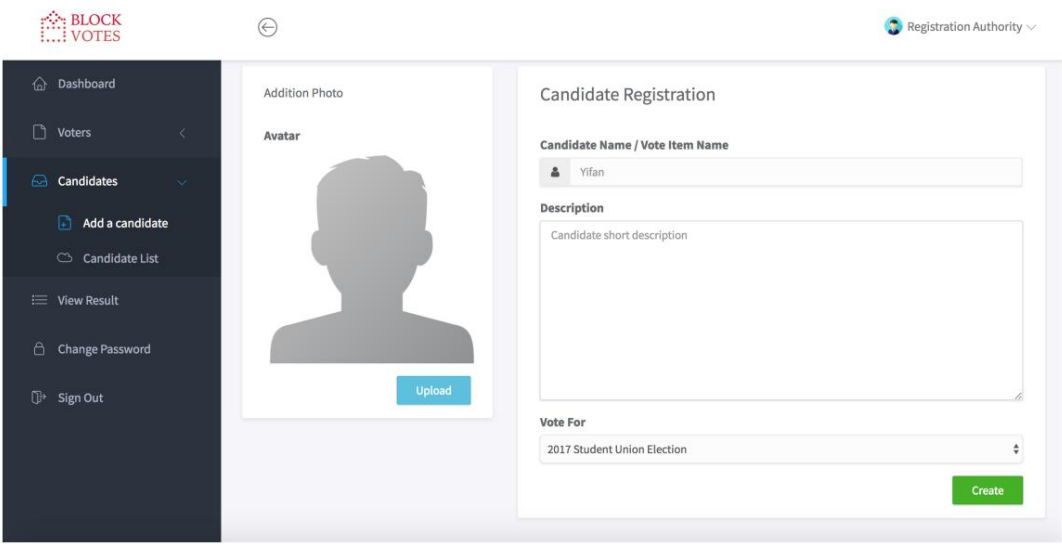 BLOCK
VOTES
Registration Authority
Dashboard
Voters
Candidates
Add a candidate
Candidate List
View Result
Change Password
Sign Out
Addition Photo
Avatar
Upload
Candidate Registration
Candidate Name / Vote Item Name
Yifan
Description
Candidate short description
Vote For
2017 Student Union Election
Create